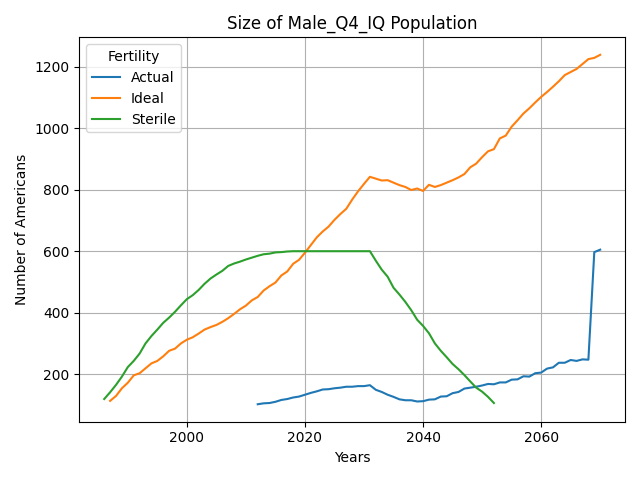 Size of Male_Q4_IQ Population
Fertility
Actual
Ideal
Sterile
Number of Americans
1200
1000
800
600
400
200
2000
2020
2040
2060
Years